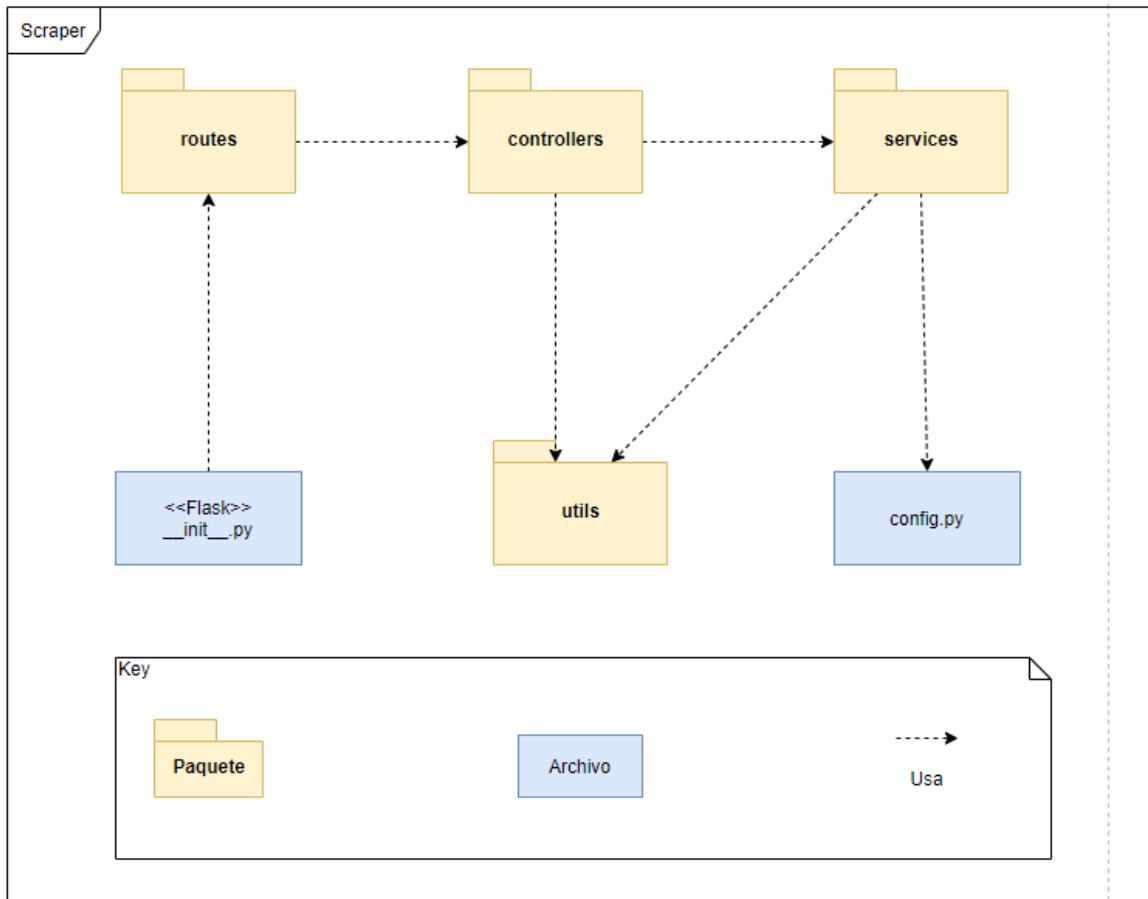 Scraper
routes
controllers
services
<<Flask>>
__init__.py
utils
config.py
Key
Paquete
Archivo
Usa